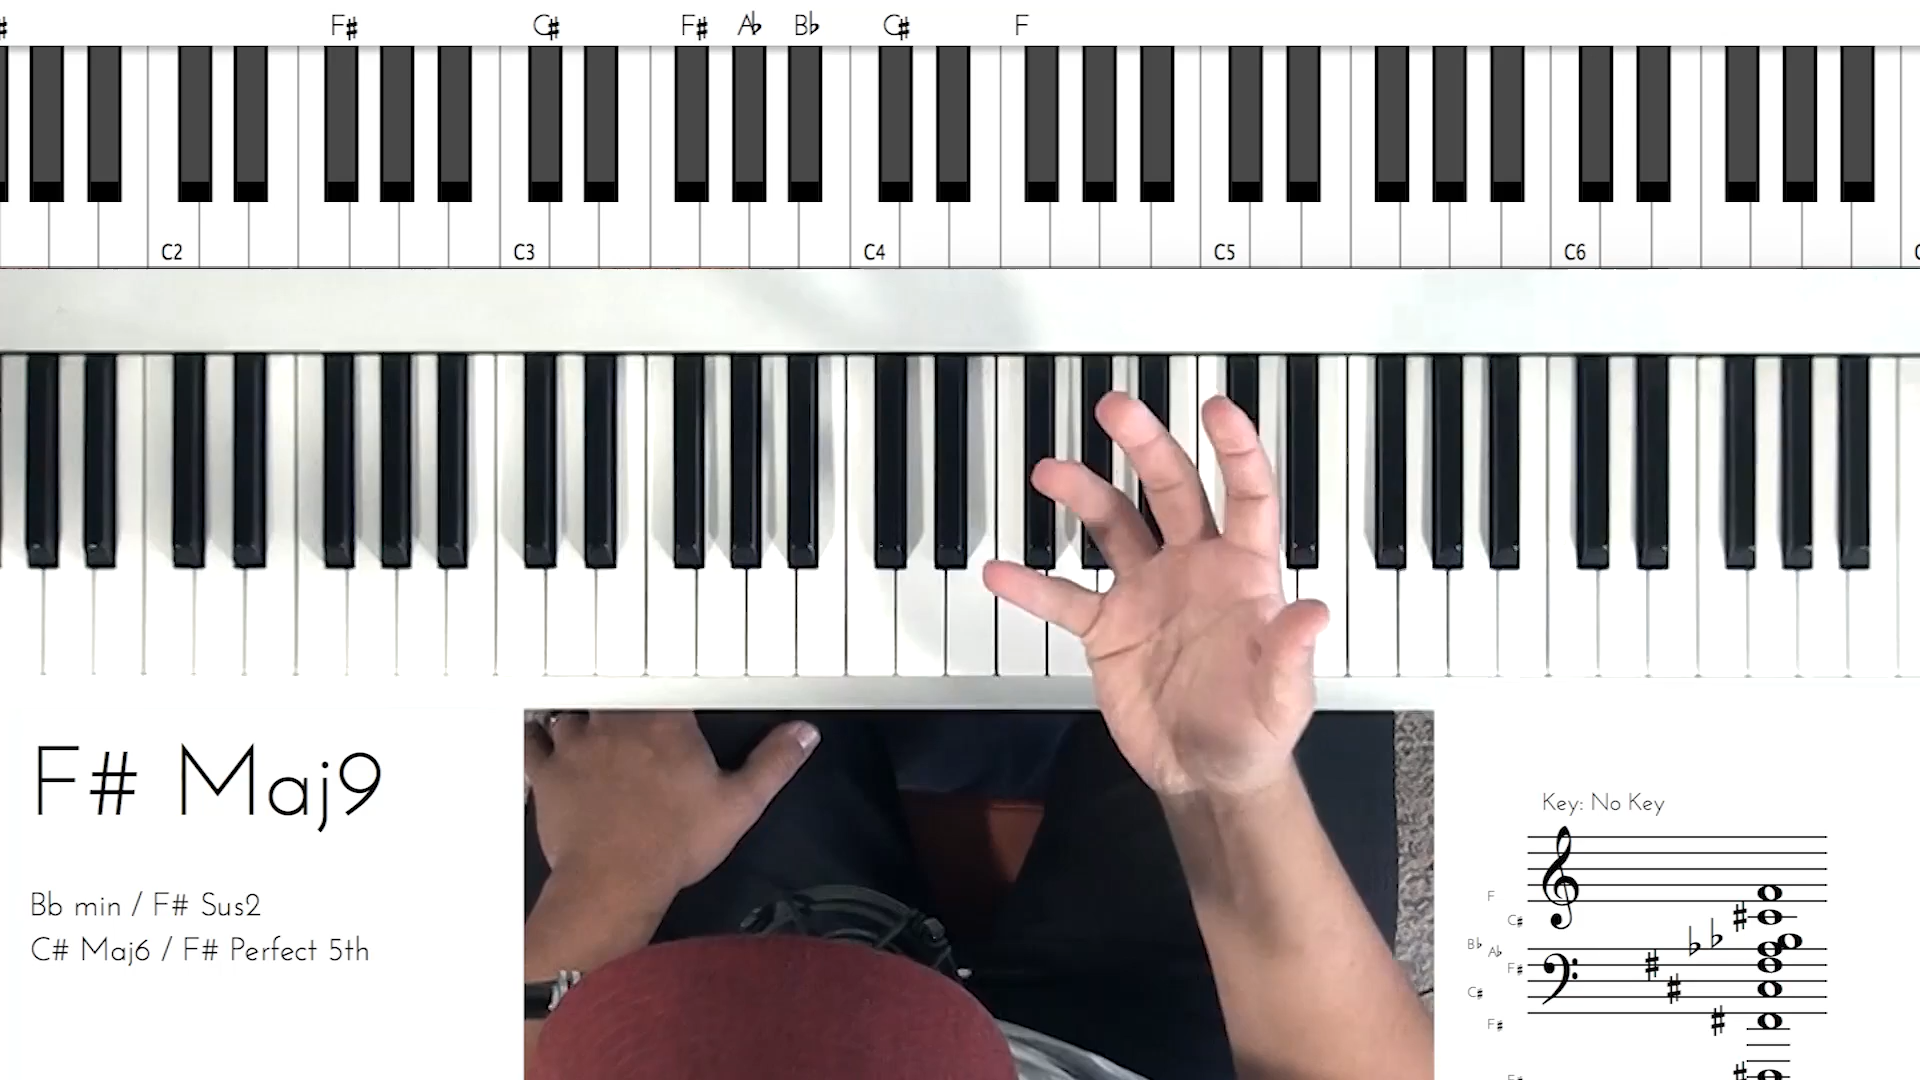 F# C# F# Ab Bb C# F
C2 C3 C4 C5 C6
F# Maj9
Bb min / F# Sus2
C# Maj6 / F# Perfect 5th
Key: No Key
F
C#
Bb Ab
F#
C#
F#